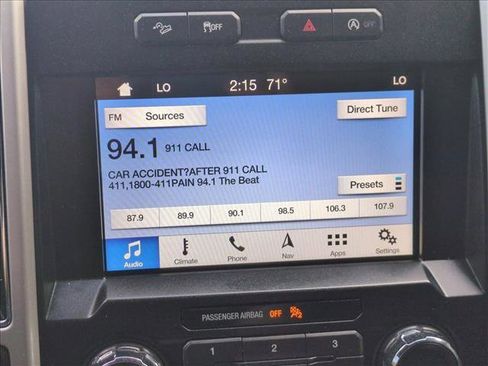 OFF
OFF
LO 2:15 71° LO
FM Sources
Direct Tune
94.1 911 CALL
CAR ACCIDENT?AFTER 911 CALL
411,1800-411PAIN 94.1 The Beat
Presets
87.9 89.9 90.1 98.5 106.3 107.9
Audio Climate Phone Nav Apps Settings
PASSENGER AIRBAG OFF
1 2 3